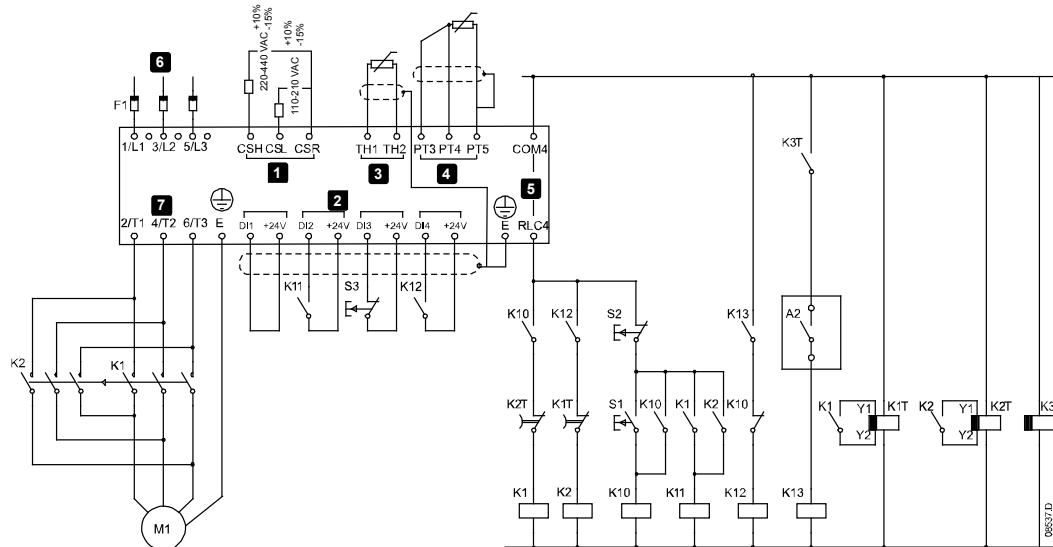 +10%
-15%
220-440 VAC
+10%
-15%
110-210 VAC
6
F1
1/L1 3/L2 5/L3
CSH CSL CSR
TH1 TH2
PT3 PT4 PT5
COM4
1
3
4
5
7
2
2/T1 4/T2 6/T3 E
DI1 +24V DI2 +24V DI3 +24V DI4 +24V
E RLC4
K11 S3 K12
K3T
K10 K12 S2 K13 A2
K2 K1
K2T K1T S1 K10 K1 K2 K10
K1 Y1 Y2 K1T
K2 Y1 Y2 K2T
K3
K1 K2 K10 K11 K12 K13
M1
08537.D